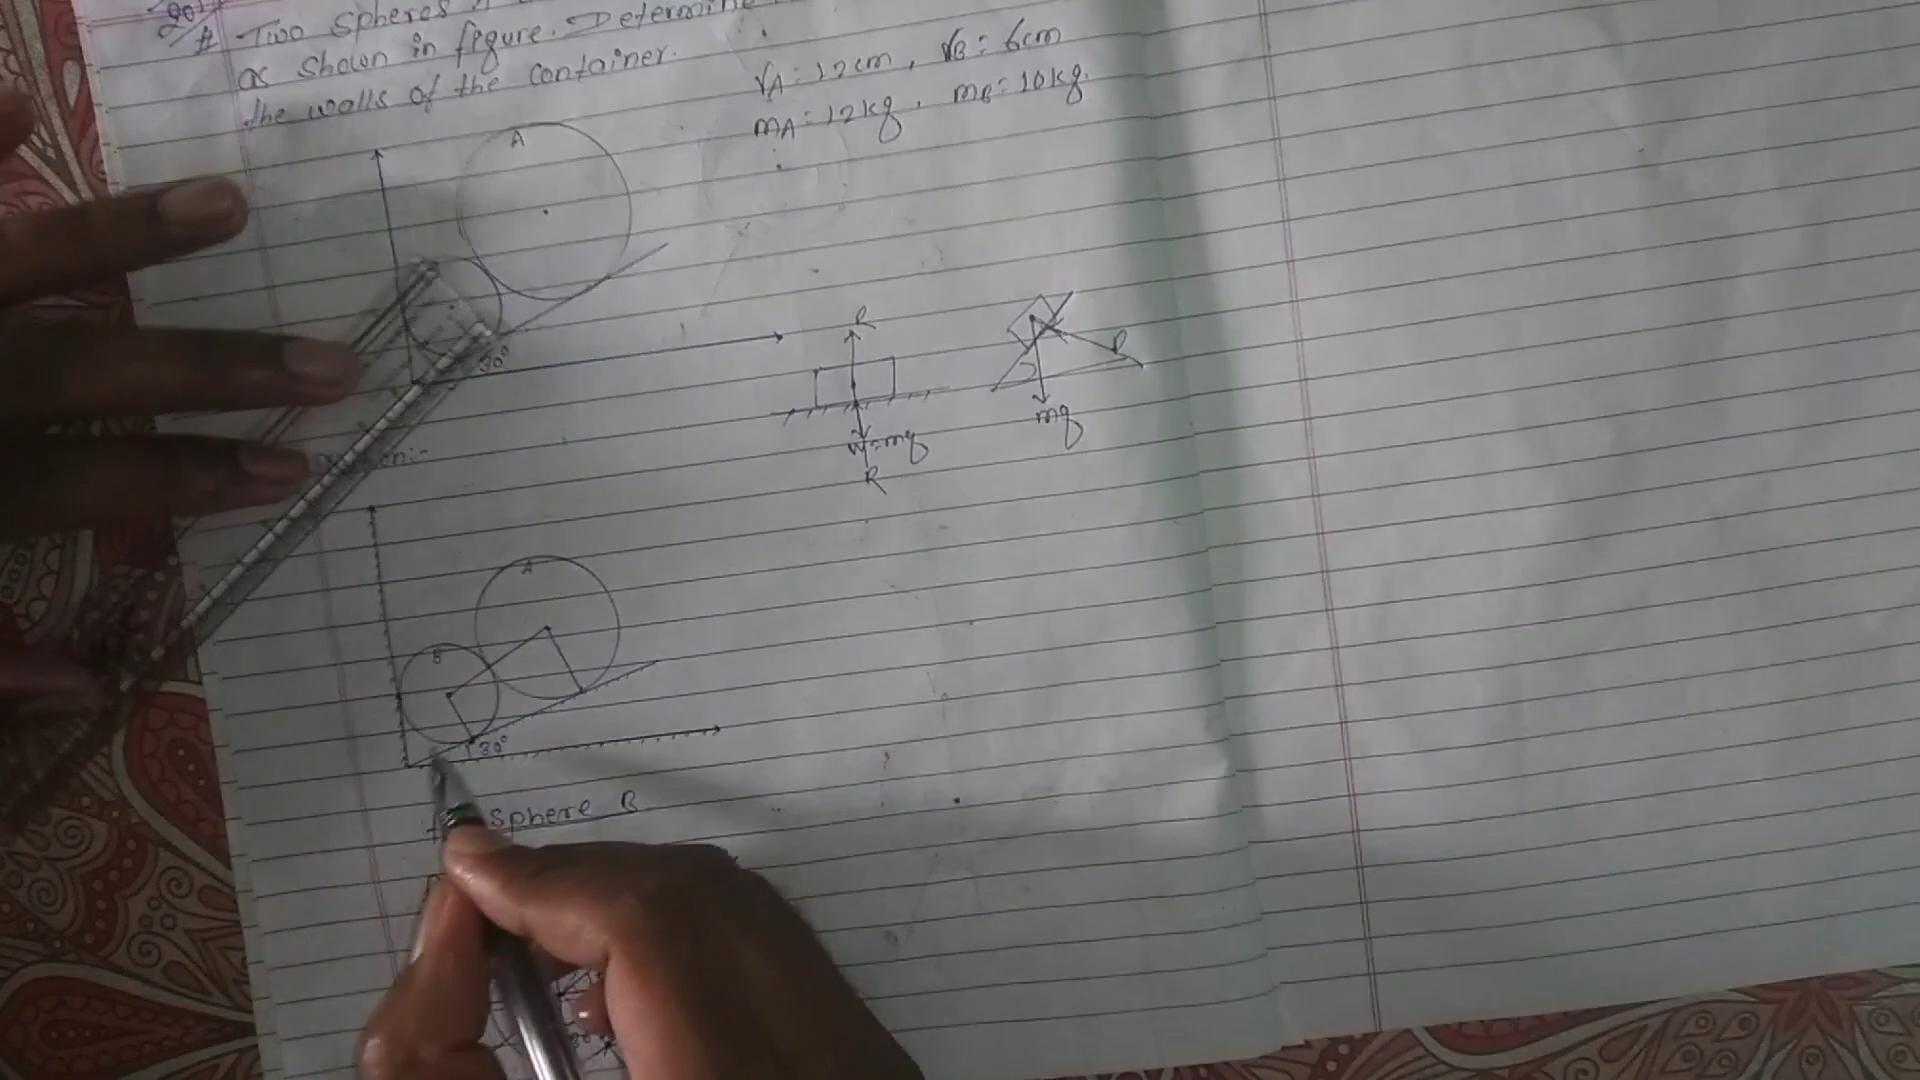 # Two spheres
as shown in figure. Determine
the walls of the container.
rA = 12cm, rB = 6cm
mA = 12kg, mB = 10kg.
A
30°
R
W=mg
R
R
mg
A
B
30°
sphere B